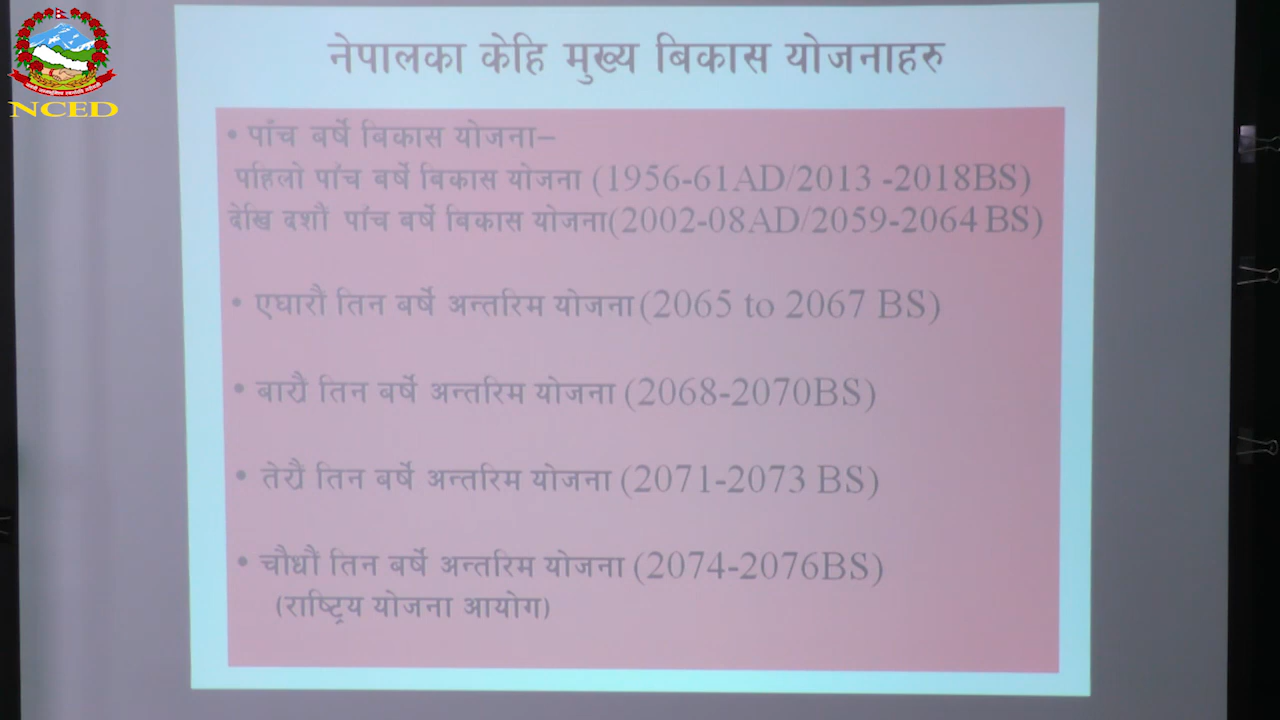 NCED
नेपालका केहि मुख्य बिकास योजनाहरु
• पाँच बर्षे बिकास योजना–
पहिलो पाँच बर्षे बिकास योजना (1956-61AD/2013 -2018BS)
देखि दशौं पाँच बर्षे बिकास योजना(2002-08AD/2059-2064 BS)
• एघारौं तिन बर्षे अन्तरिम योजना (2065 to 2067 BS)
• बाह्रौं तिन बर्षे अन्तरिम योजना (2068-2070BS)
• तेह्रौं तिन बर्षे अन्तरिम योजना (2071-2073 BS)
• चौधौं तिन बर्षे अन्तरिम योजना (2074-2076BS)
(राष्ट्रिय योजना आयोग)